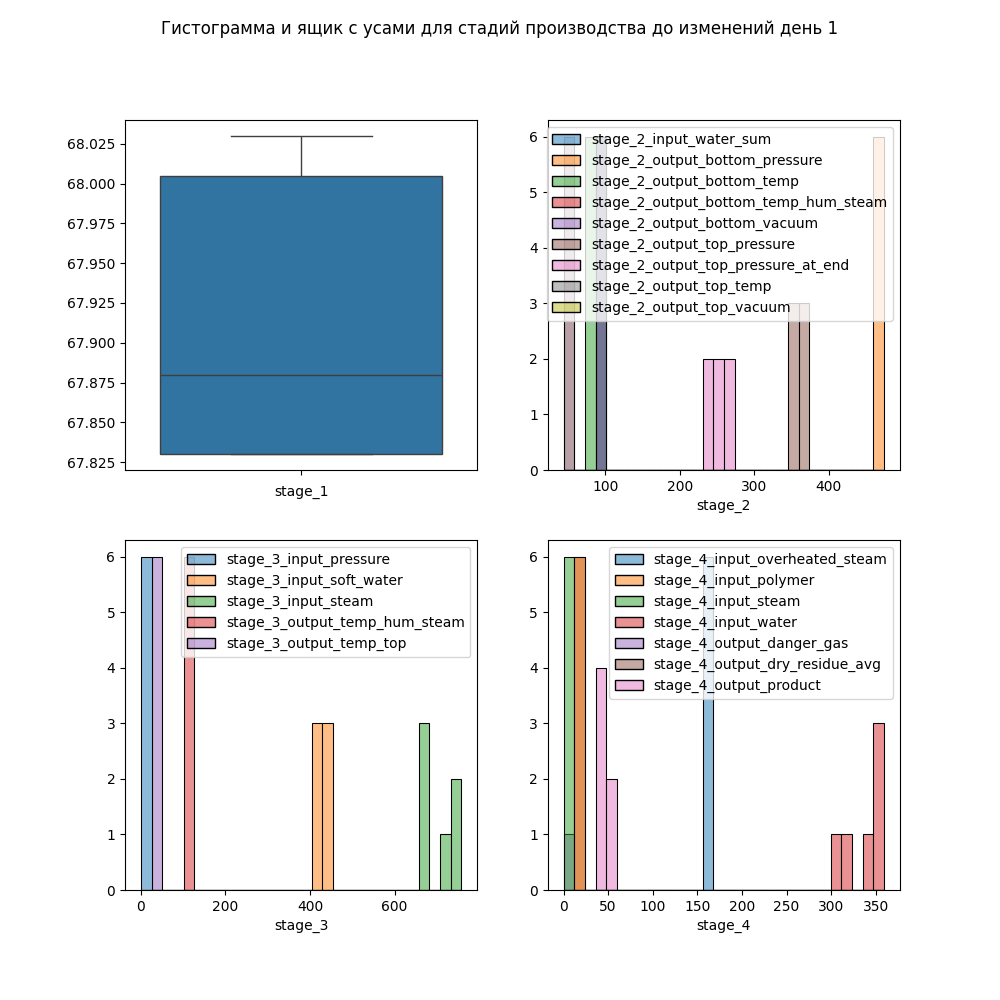 Гистограмма и ящик с усами для стадий производства до изменений день 1
68.025
68.000
67.975
67.950
67.925
67.900
67.875
67.850
67.825
stage_1
6
5
4
3
2
1
0
stage_2_input_water_sum
stage_2_output_bottom_pressure
stage_2_output_bottom_temp
stage_2_output_bottom_temp_hum_steam
stage_2_output_bottom_vacuum
stage_2_output_top_pressure
stage_2_output_top_pressure_at_end
stage_2_output_top_temp
stage_2_output_top_vacuum
100 200 300 400
stage_2
6
5
4
3
2
1
0
stage_3_input_pressure
stage_3_input_soft_water
stage_3_input_steam
stage_3_output_temp_hum_steam
stage_3_output_temp_top
0 200 400 600
stage_3
6
5
4
3
2
1
0
stage_4_input_overheated_steam
stage_4_input_polymer
stage_4_input_steam
stage_4_input_water
stage_4_output_danger_gas
stage_4_output_dry_residue_avg
stage_4_output_product
0 50 100 150 200 250 300 350
stage_4